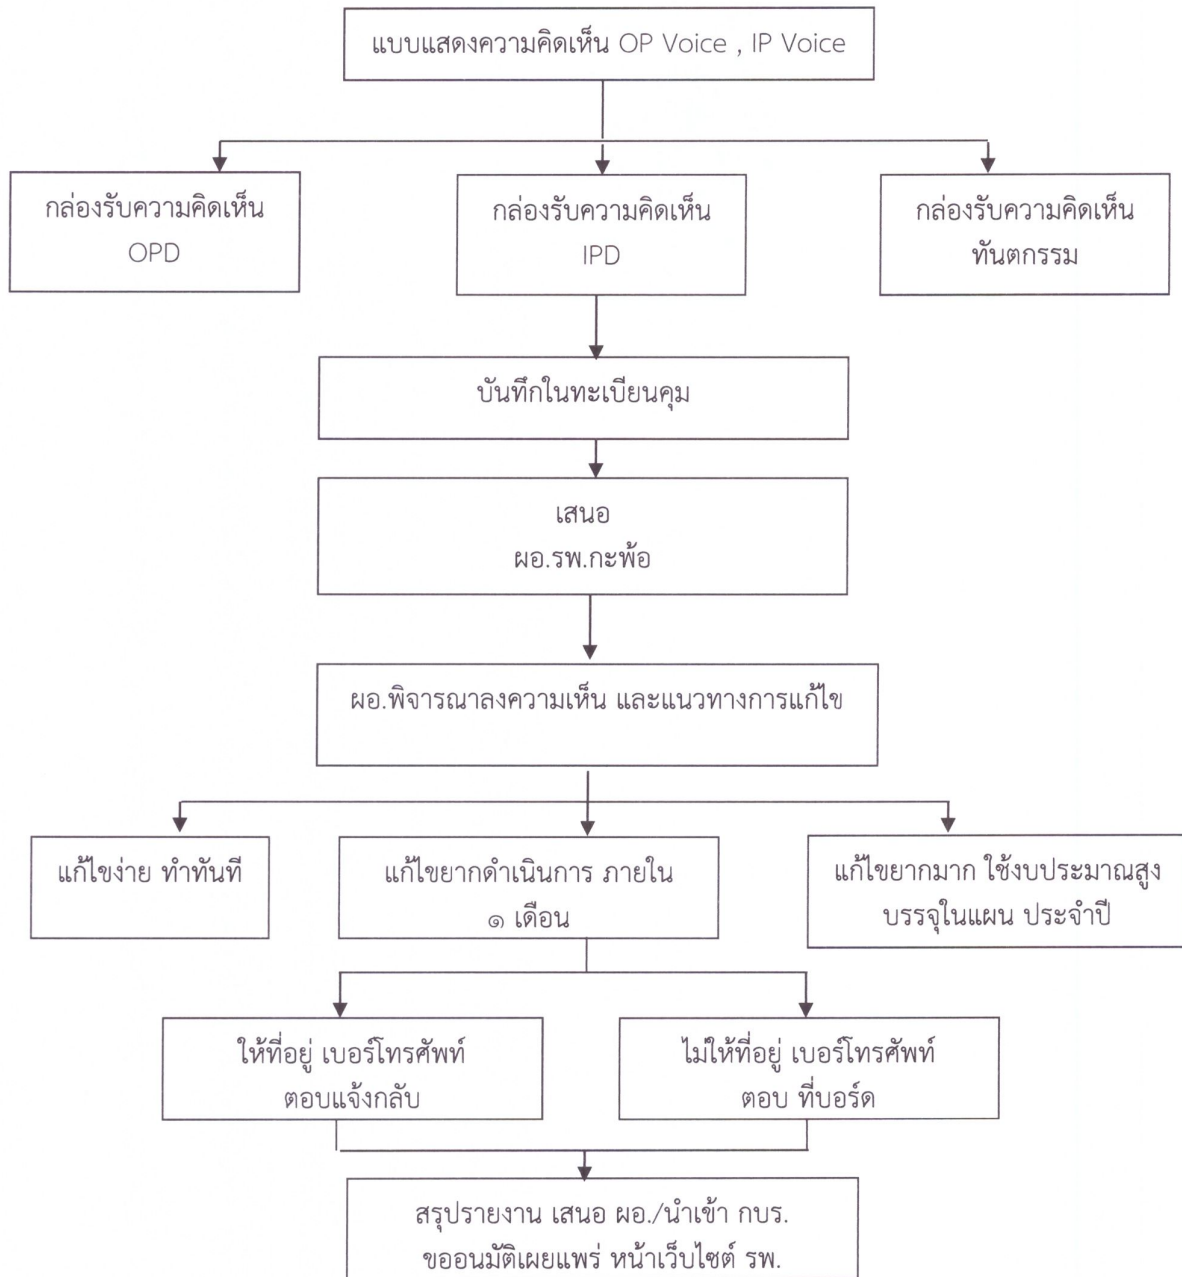 แบบแสดงความคิดเห็น OP Voice , IP Voice
กล่องรับความคิดเห็น
OPD
กล่องรับความคิดเห็น
IPD
กล่องรับความคิดเห็น
ทันตกรรม
บันทึกในทะเบียนคุม
เสนอ
ผอ.รพ.กะพ้อ
ผอ.พิจารณาลงความเห็น และแนวทางการแก้ไข
แก้ไขง่าย ทำทันที
แก้ไขยากดำเนินการ ภายใน
๑ เดือน
แก้ไขยากมาก ใช้งบประมาณสูง
บรรจุในแผน ประจำปี
ให้ที่อยู่ เบอร์โทรศัพท์
ตอบแจ้งกลับ
ไม่ให้ที่อยู่ เบอร์โทรศัพท์
ตอบ ที่บอร์ด
สรุปรายงาน เสนอ ผอ./นำเข้า กบร.
ขออนมัติเผยแพร่ หน้าเว็บไซต์ รพ.